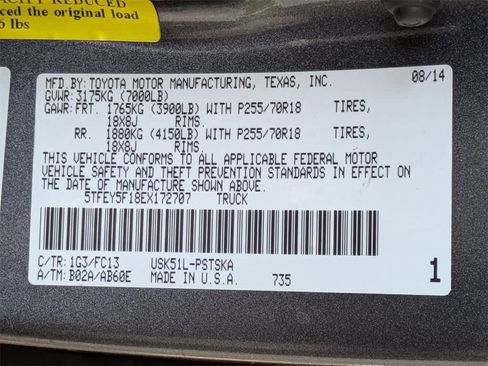 CITY REDUCED
ced the original load
6 lbs
MFD. BY: TOYOTA MOTOR MANUFACTURING, TEXAS, INC. 08/14
GVWR: 3175KG (7000LB)
GAWR: FRT. 1765KG (3900LB) WITH P255/70R18 TIRES,
18X8J RIMS.
RR. 1880KG (4150LB) WITH P255/70R18 TIRES,
18X8J RIMS.
THIS VEHICLE CONFORMS TO ALL APPLICABLE FEDERAL MOTOR
VEHICLE SAFETY AND THEFT PREVENTION STANDARDS IN EFFECT
ON THE DATE OF MANUFACTURE SHOWN ABOVE.
5TFEY5F18EX172707 TRUCK
C/TR: 1G3/FC13 USK51L-PSTSKA
A/TM: B02A/AB60E MADE IN U.S.A. 735 1